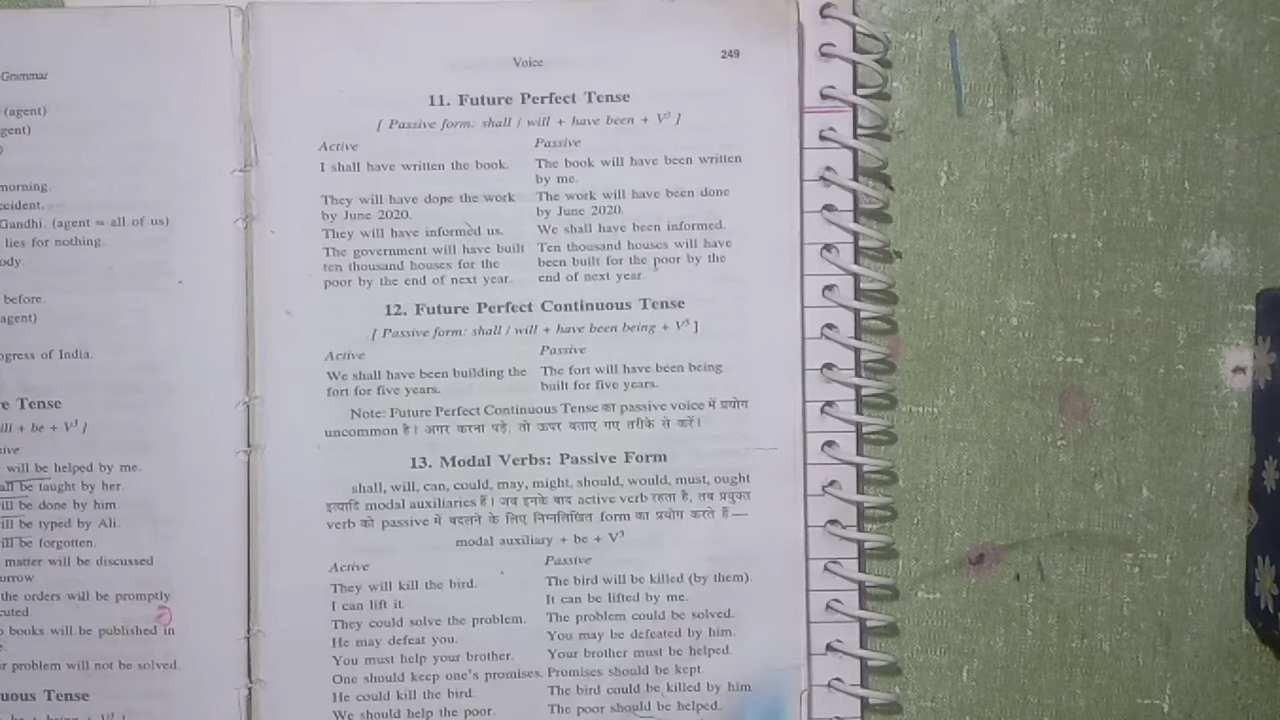 Grammar
(agent)
gent)
)
morning.
ccident.
Gandhi. (agent = all of us)
lies for nothing.
ody.
before.
agent)
ogress of India.
e Tense
ill + be + V³ ]
ive
will be helped by me.
all be taught by her.
ill be done by him.
ill be typed by Ali.
ill be forgotten.
matter will be discussed
urrow
the orders will be promptly
cuted.
o books will be published in
e.
ur problem will not be solved.
uous Tense
Voice 249
11. Future Perfect Tense
[ Passive form: shall / will + have been + V³ ]
Active Passive
I shall have written the book. The book will have been written
by me.
They will have done the work The work will have been done
by June 2020. by June 2020.
They will have informed us. We shall have been informed.
The government will have built Ten thousand houses will have
ten thousand houses for the been built for the poor by the
poor by the end of next year. end of next year.
12. Future Perfect Continuous Tense
[ Passive form: shall / will + have been being + V³ ]
Active Passive
We shall have been building the The fort will have been being
fort for five years. built for five years.
Note: Future Perfect Continuous Tense का passive voice में प्रयोग
uncommon है। अगर करना पड़े, तो ऊपर बताए गए तरीके से करें।
13. Modal Verbs: Passive Form
shall, will, can, could, may, might, should, would, must, ought
इत्यादि modal auxiliaries हैं। जब इनके बाद active verb रहता है, तब प्रयुक्त
verb को passive में बदलने के लिए निम्नलिखित form का प्रयोग करते हैं—
modal auxiliary + be + V³
Active Passive
They will kill the bird. The bird will be killed (by them).
I can lift it. It can be lifted by me.
They could solve the problem. The problem could be solved.
He may defeat you. You may be defeated by him.
You must help your brother. Your brother must be helped.
One should keep one's promises. Promises should be kept.
He could kill the bird. The bird could be killed by him
We should help the poor. The poor should be helped.